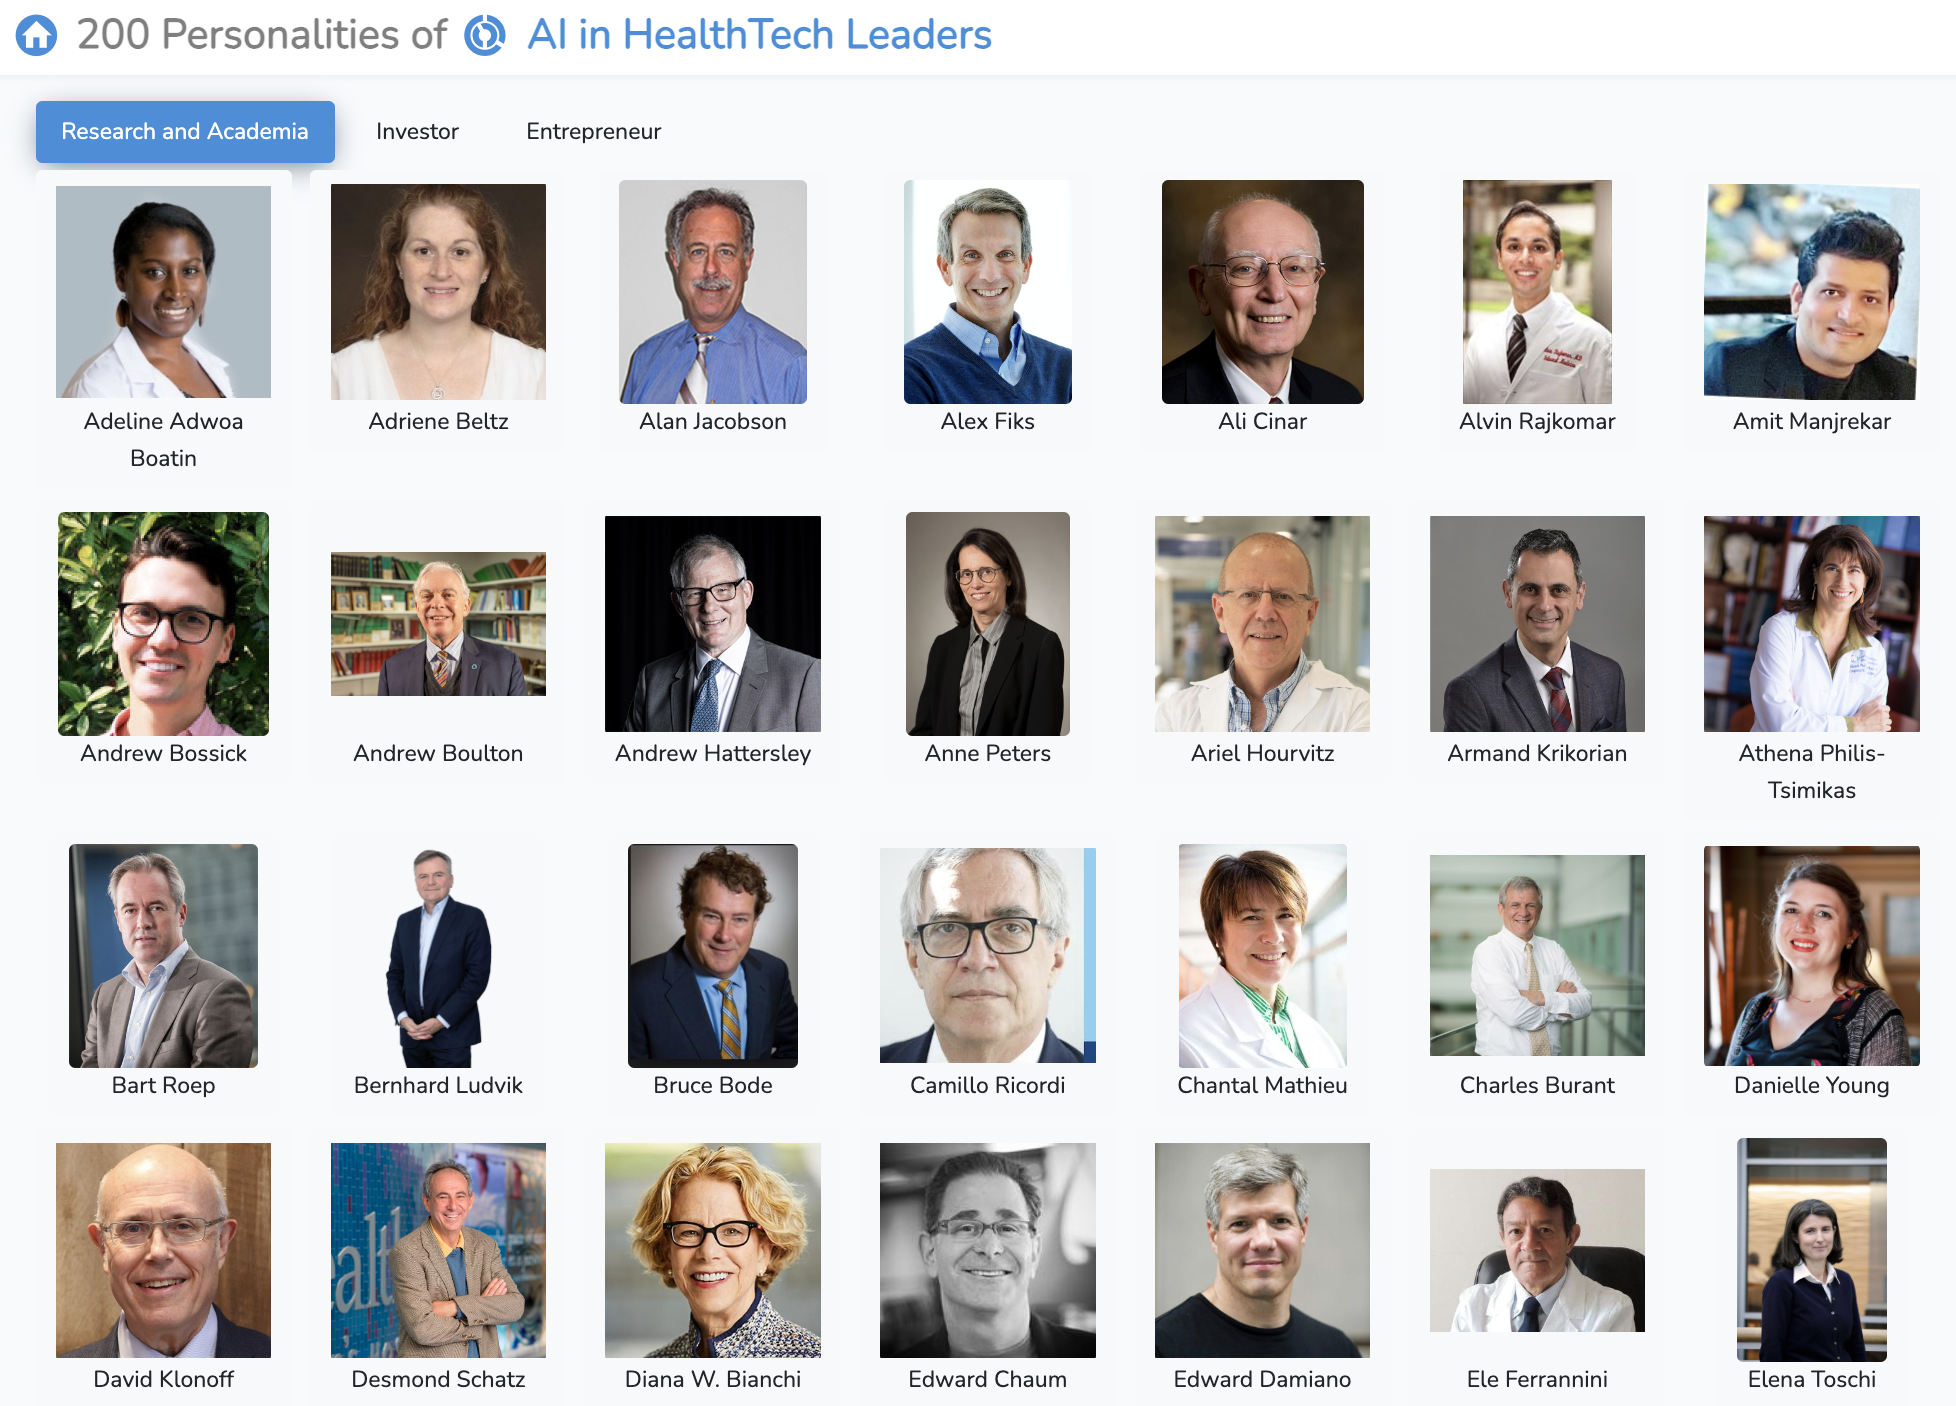 200 Personalities of AI in HealthTech Leaders
Research and Academia Investor Entrepreneur
Adeline Adwoa
Boatin
Adriene Beltz
Alan Jacobson
Alex Fiks
Ali Cinar
Alvin Rajkomar
Amit Manjrekar
Andrew Bossick
Andrew Boulton
Andrew Hattersley
Anne Peters
Ariel Hourvitz
Armand Krikorian
Athena Philis-
Tsimikas
Bart Roep
Bernhard Ludvik
Bruce Bode
Camillo Ricordi
Chantal Mathieu
Charles Burant
Danielle Young
ealt
David Klonoff
Desmond Schatz
Diana W. Bianchi
Edward Chaum
Edward Damiano
Ele Ferrannini
Elena Toschi